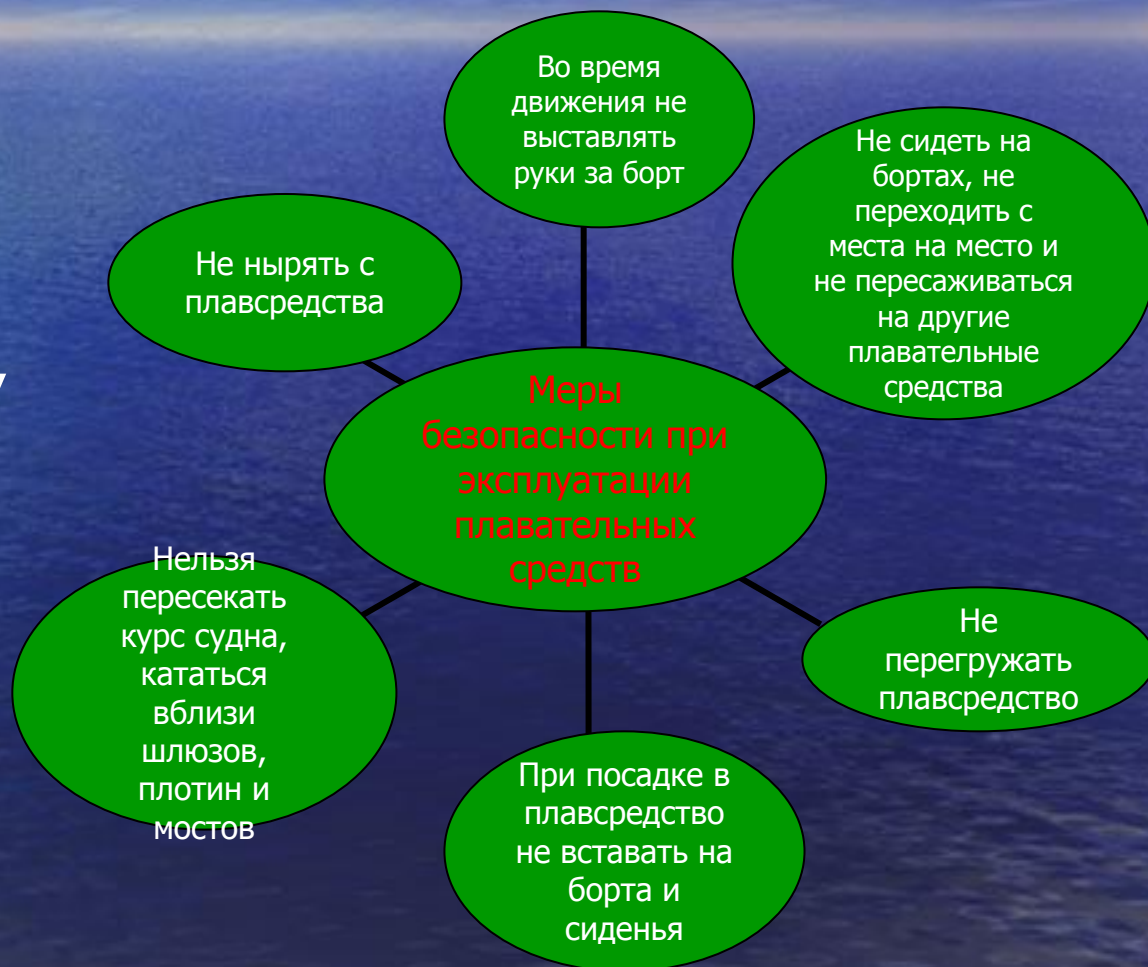 Во время
движения не
выставлять
руки за борт
Не сидеть на
бортах, не
переходить с
места на место и
не пересаживаться
на другие
плавательные
средства
Не нырять с
плавсредства
Меры
безопасности при
эксплуатации
плавательных
средств
Нельзя
пересекать
курс судна,
кататься
вблизи
шлюзов,
плотин и
мостов
Не
перегружать
плавсредство
При посадке в
плавсредство
не вставать на
борта и
сиденья